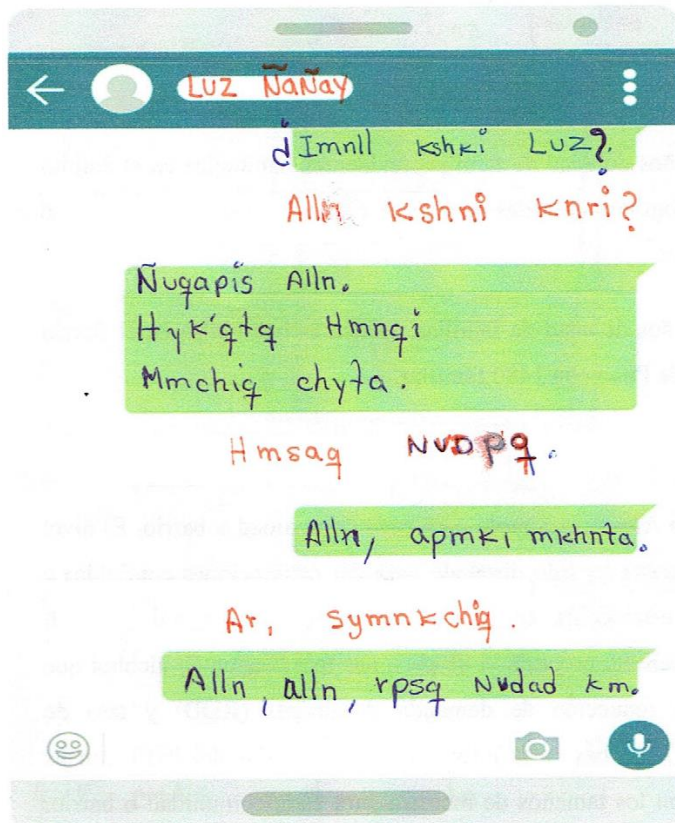 LUZ ÑaÑay
¿Imnll kshki LUZ?
Alln kshni knri?
Ñuqapis Alln.
Hyk'qtq Hmnqi
Mmchiq chyta.
Hmsaq NVDPq.
Alln, apmki mkhnta.
Ar, symnkchiq.
Alln, alln, rpsq Nvdad km.